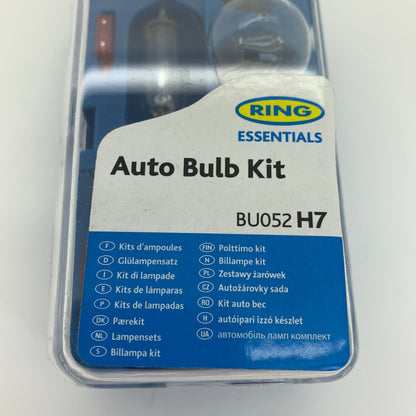 RING
ESSENTIALS
Auto Bulb Kit
BU052 H7
F Kits d'ampoules
D Glülampensatz
I Kit di lampade
E Kits de lámparas
P Kits de lampadas
DK Pærekit
NL Lampensets
S Billampa kit
FIN Polttimo kit
N Billampe kit
PL Zestawy żarówek
CZ Autožárovky sada
RO Kit auto bec
H autóipari izzó készlet
UA автомобіль ламп комплект